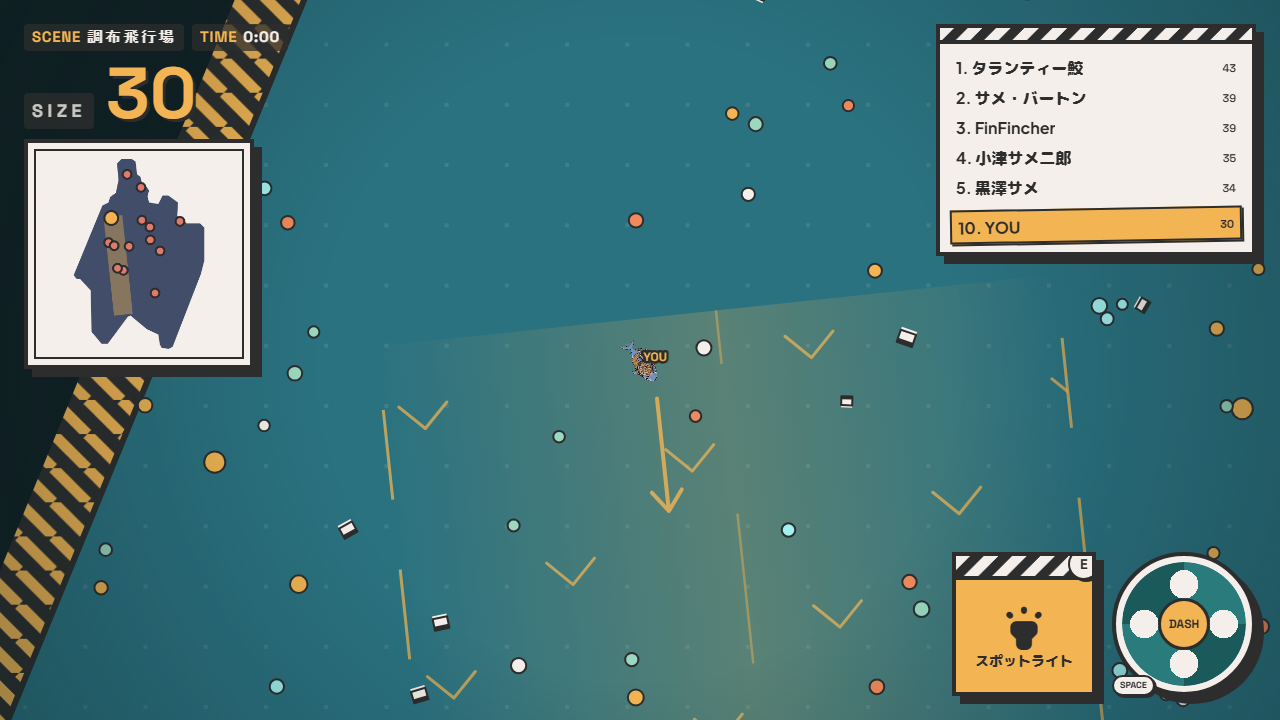 SCENE 調布飛行場
TIME 0:00
SIZE 30
1. タランティー鮫 43
2. サメ・バートン 39
3. FinFincher 39
4. 小津サメ二郎 35
5. 黒澤サメ 34
10. YOU 30
YOU
E
スポットライト
DASH
SPACE